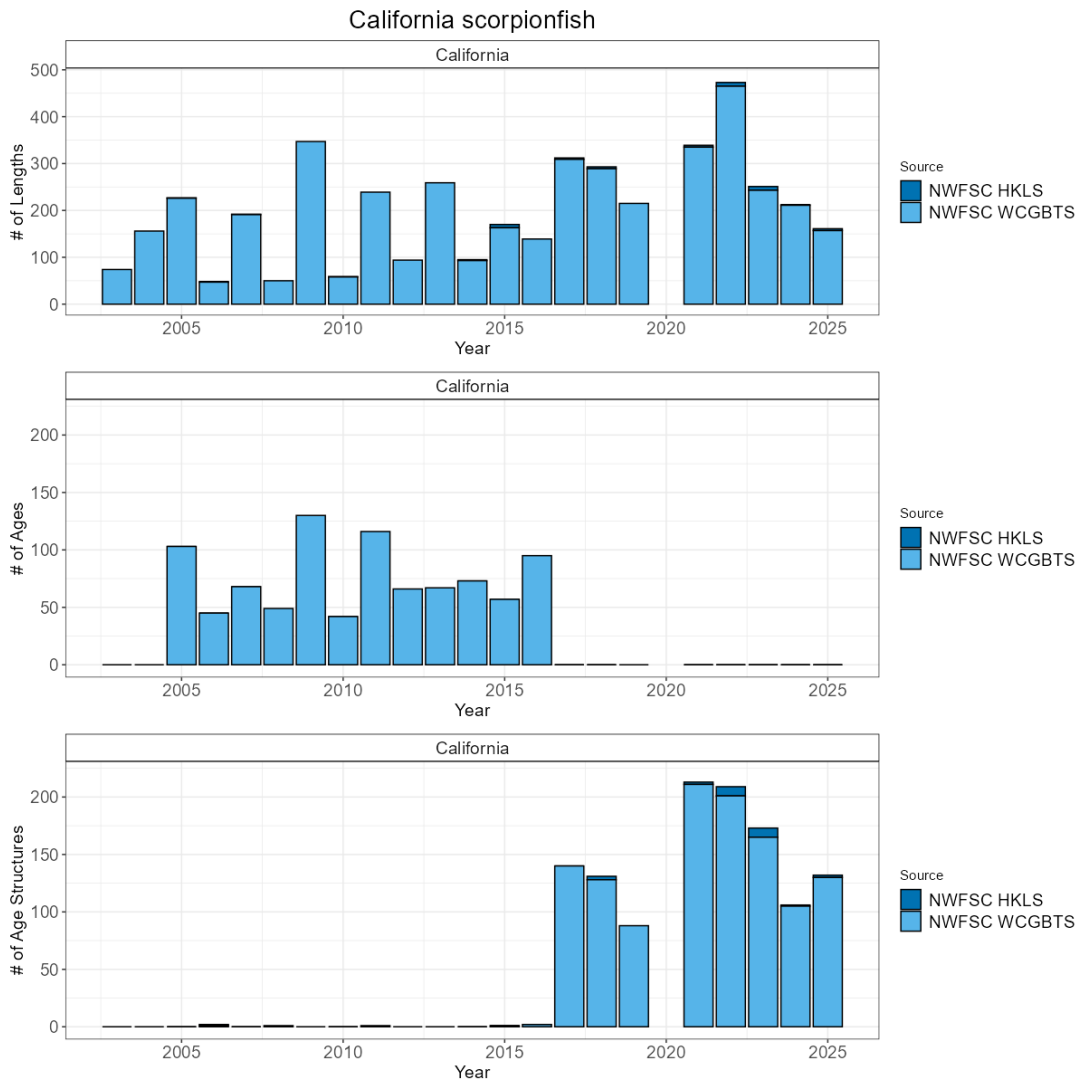 California scorpionfish
California
500
400
300
200
100
0
# of Lengths
2005 2010 2015 2020 2025
Year
Source
NWFSC HKLS
NWFSC WCGBTS
California
200
150
100
50
0
# of Ages
2005 2010 2015 2020 2025
Year
Source
NWFSC HKLS
NWFSC WCGBTS
California
200
150
100
50
0
# of Age Structures
2005 2010 2015 2020 2025
Year
Source
NWFSC HKLS
NWFSC WCGBTS